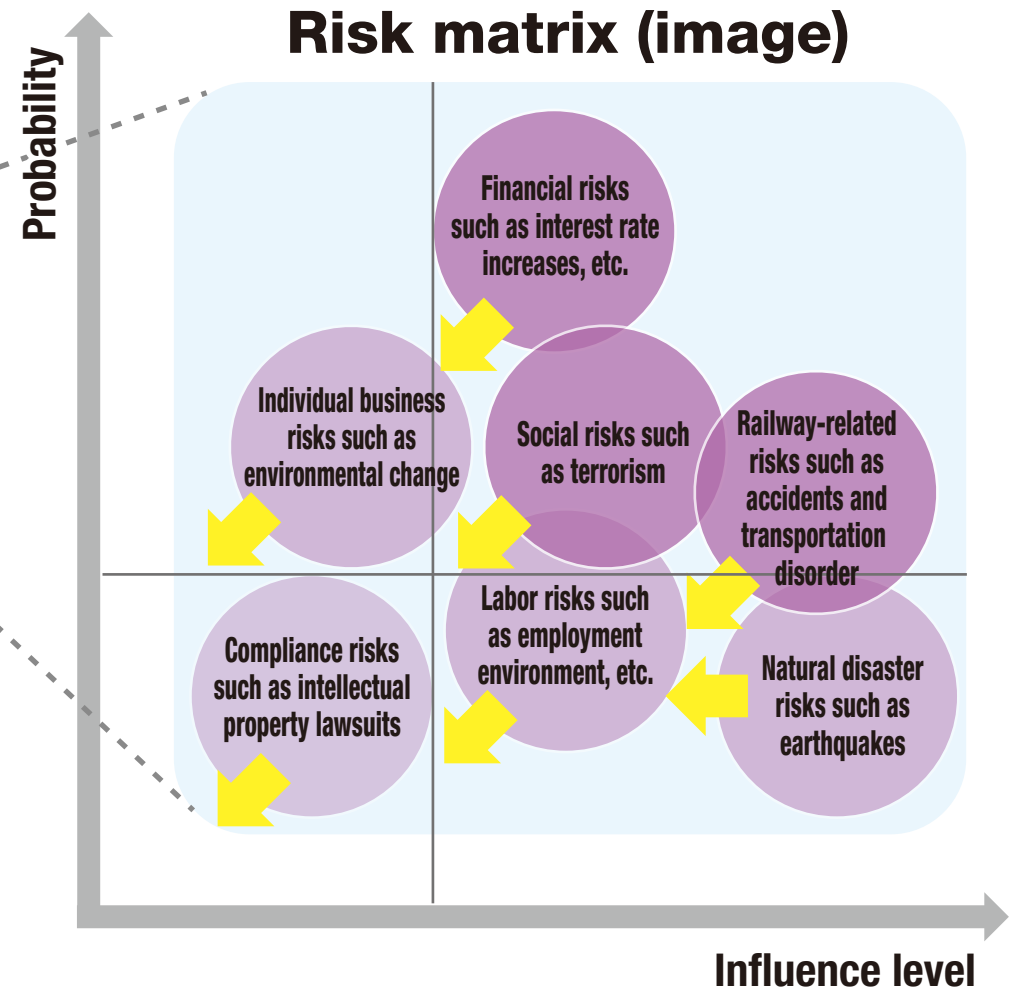 Risk matrix (image)
Probability
Financial risks
such as interest rate
increases, etc.
Individual business
risks such as
environmental change
Social risks such
as terrorism
Railway-related
risks such as
accidents and
transportation
disorder
Compliance risks
such as intellectual
property lawsuits
Labor risks such
as employment
environment, etc.
Natural disaster
risks such as
earthquakes
Influence level